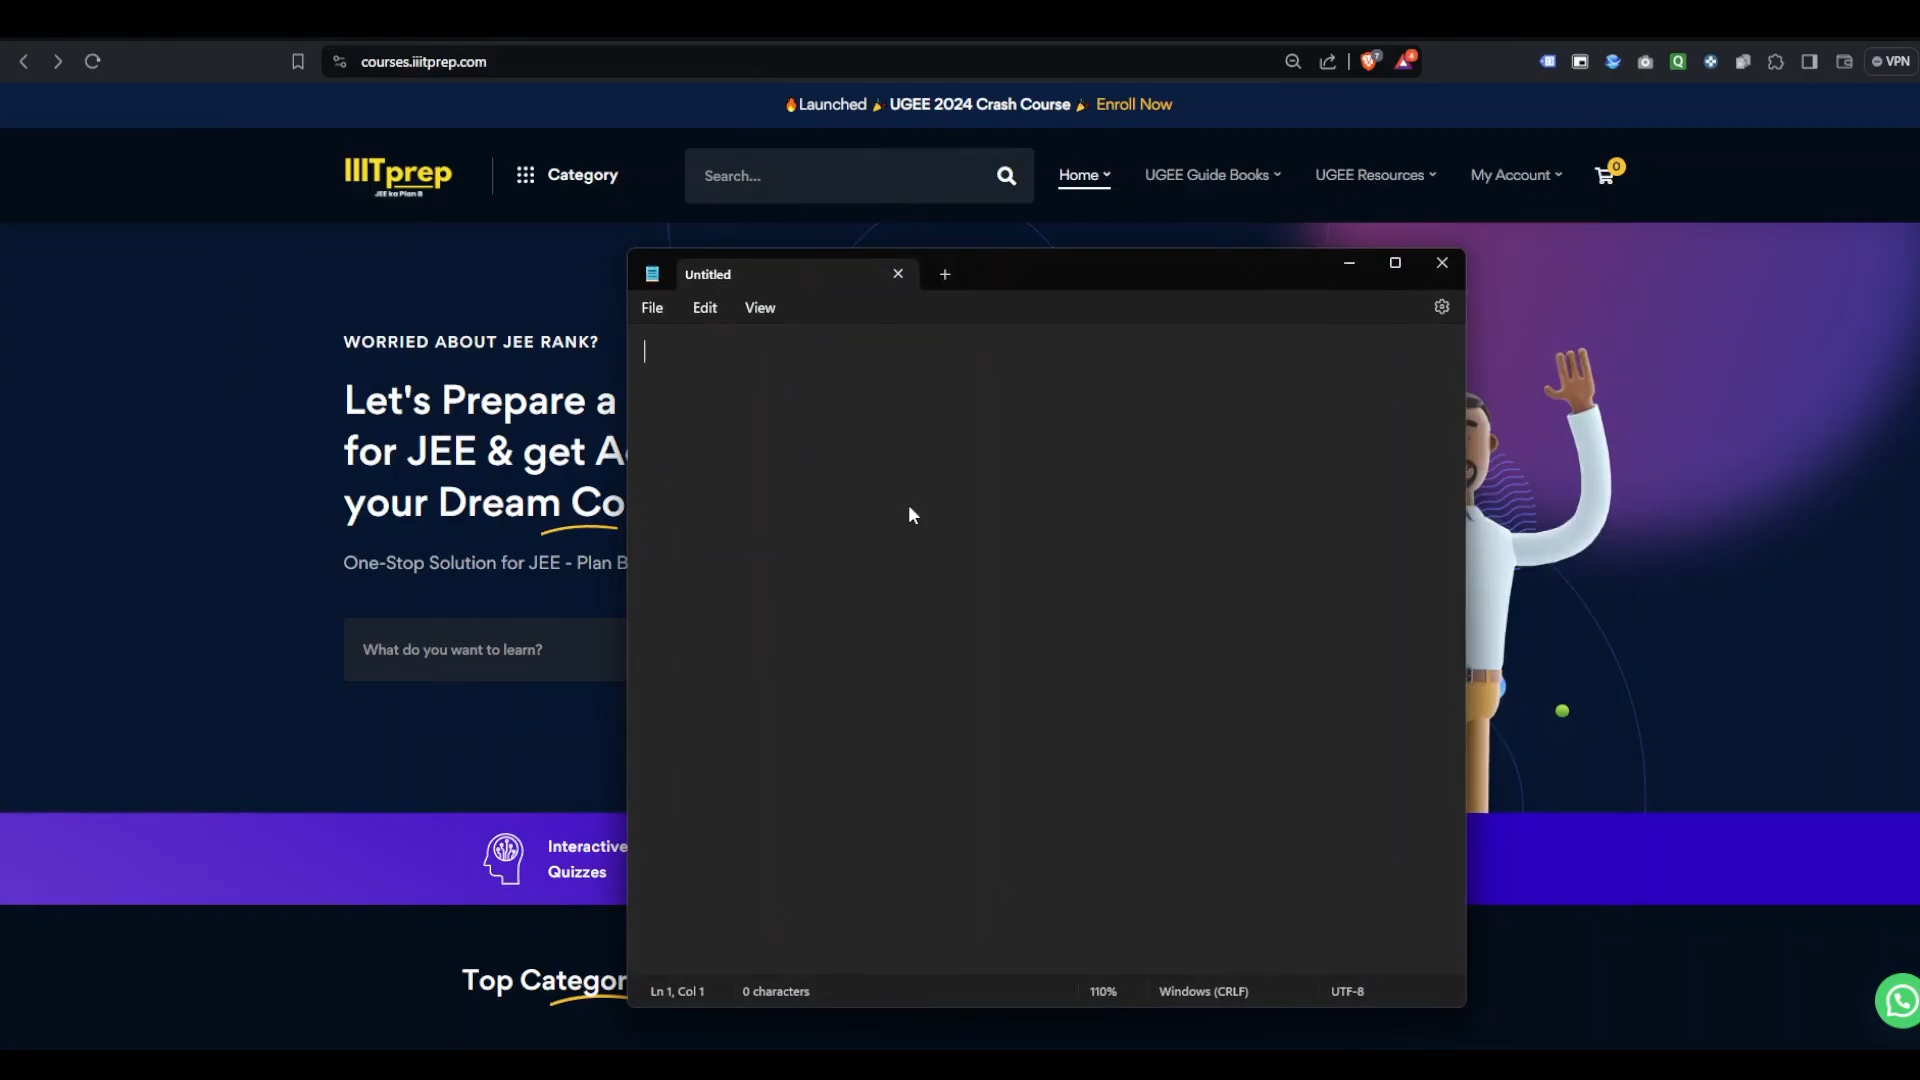 courses.iiitprep.com
VPN
🔥Launched 🎉 UGEE 2024 Crash Course 🎉 Enroll Now
IIITprep
JEE ka Plan B
Category
Search...
Home
UGEE Guide Books
UGEE Resources
My Account
0
Untitled
File
Edit
View
WORRIED ABOUT JEE RANK?
Let's Prepare a
for JEE & get A
your Dream Co
One-Stop Solution for JEE - Plan B
What do you want to learn?
Interactive
Quizzes
Top Categor
Ln 1, Col 1
0 characters
110%
Windows (CRLF)
UTF-8